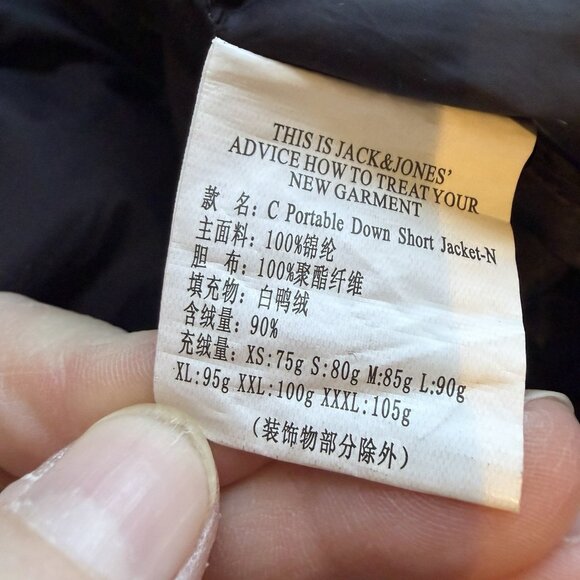 THIS IS JACK&JONES'
ADVICE HOW TO TREAT YOUR
NEW GARMENT
款 名: C Portable Down Short Jacket-N
主面料: 100%锦纶
胆 布: 100%聚酯纤维
填充物: 白鸭绒
含绒量: 90%
充绒量: XS:75g S:80g M:85g L:90g
XL:95g XXL:100g XXXL:105g
(装饰物部分除外)